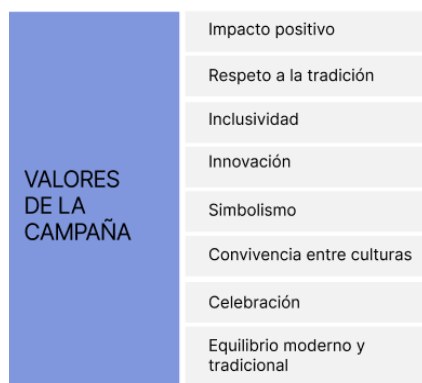 VALORES
DE LA
CAMPAÑA
Impacto positivo
Respeto a la tradición
Inclusividad
Innovación
Simbolismo
Convivencia entre culturas
Celebración
Equilibrio moderno y
tradicional